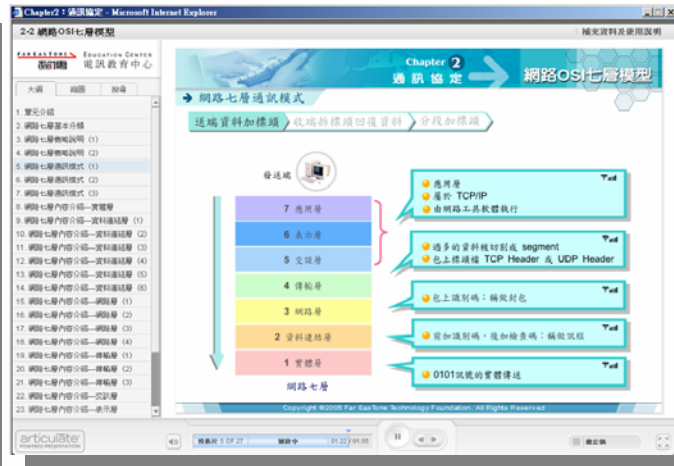 Chapter2：通訊協定 - Microsoft Internet Explorer
2-2 網路OSI七層模型
補充資料及使用說明
FAR EASTONE EDUCATION CENTER
電訊教育中心
大綱
縮圖
搜尋
1. 單元介紹
2. 網路七層基本分類
3. 網路七層概略說明 (1)
4. 網路七層概略說明 (2)
5. 網路七層通訊模式 (1)
6. 網路七層通訊模式 (2)
7. 網路七層通訊模式 (3)
8. 網路七層內容介紹—實體層
9. 網路七層內容介紹—資料連結層 (1)
10. 網路七層內容介紹—資料連結層 (2)
11. 網路七層內容介紹—資料連結層 (3)
12. 網路七層內容介紹—資料連結層 (4)
13. 網路七層內容介紹—資料連結層 (5)
14. 網路七層內容介紹—資料連結層 (6)
15. 網路七層內容介紹—網路層 (1)
16. 網路七層內容介紹—網路層 (2)
17. 網路七層內容介紹—網路層 (3)
18. 網路七層內容介紹—網路層 (4)
19. 網路七層內容介紹—傳輸層 (1)
20. 網路七層內容介紹—傳輸層 (2)
21. 網路七層內容介紹—傳輸層 (3)
22. 網路七層內容介紹—交談層
23. 網路七層內容介紹—表示層
Chapter 2
通訊協定
網路OSI七層模型
網路七層通訊模式
送端資料加標頭
收端拆標頭回復資料
分段加標頭
發送端
7 應用層
6 表示層
5 交談層
4 傳輸層
3 網路層
2 資料連結層
1 實體層
網路七層
應用層
屬於 TCP/IP
由網路工具軟體執行
過多的資料被切割成 segment
包上標頭檔 TCP Header 或 UDP Header
包上識別碼：稱做封包
前加識別碼，後加檢查碼：稱做訊框
0101訊號的實體傳送
Copyright ©2005 Far EasTone Technology Foundation. All Rights Reserved
articulate
POWERED PRESENTATION
投影片 5 OF 27
播放中
01:22 / 01:35